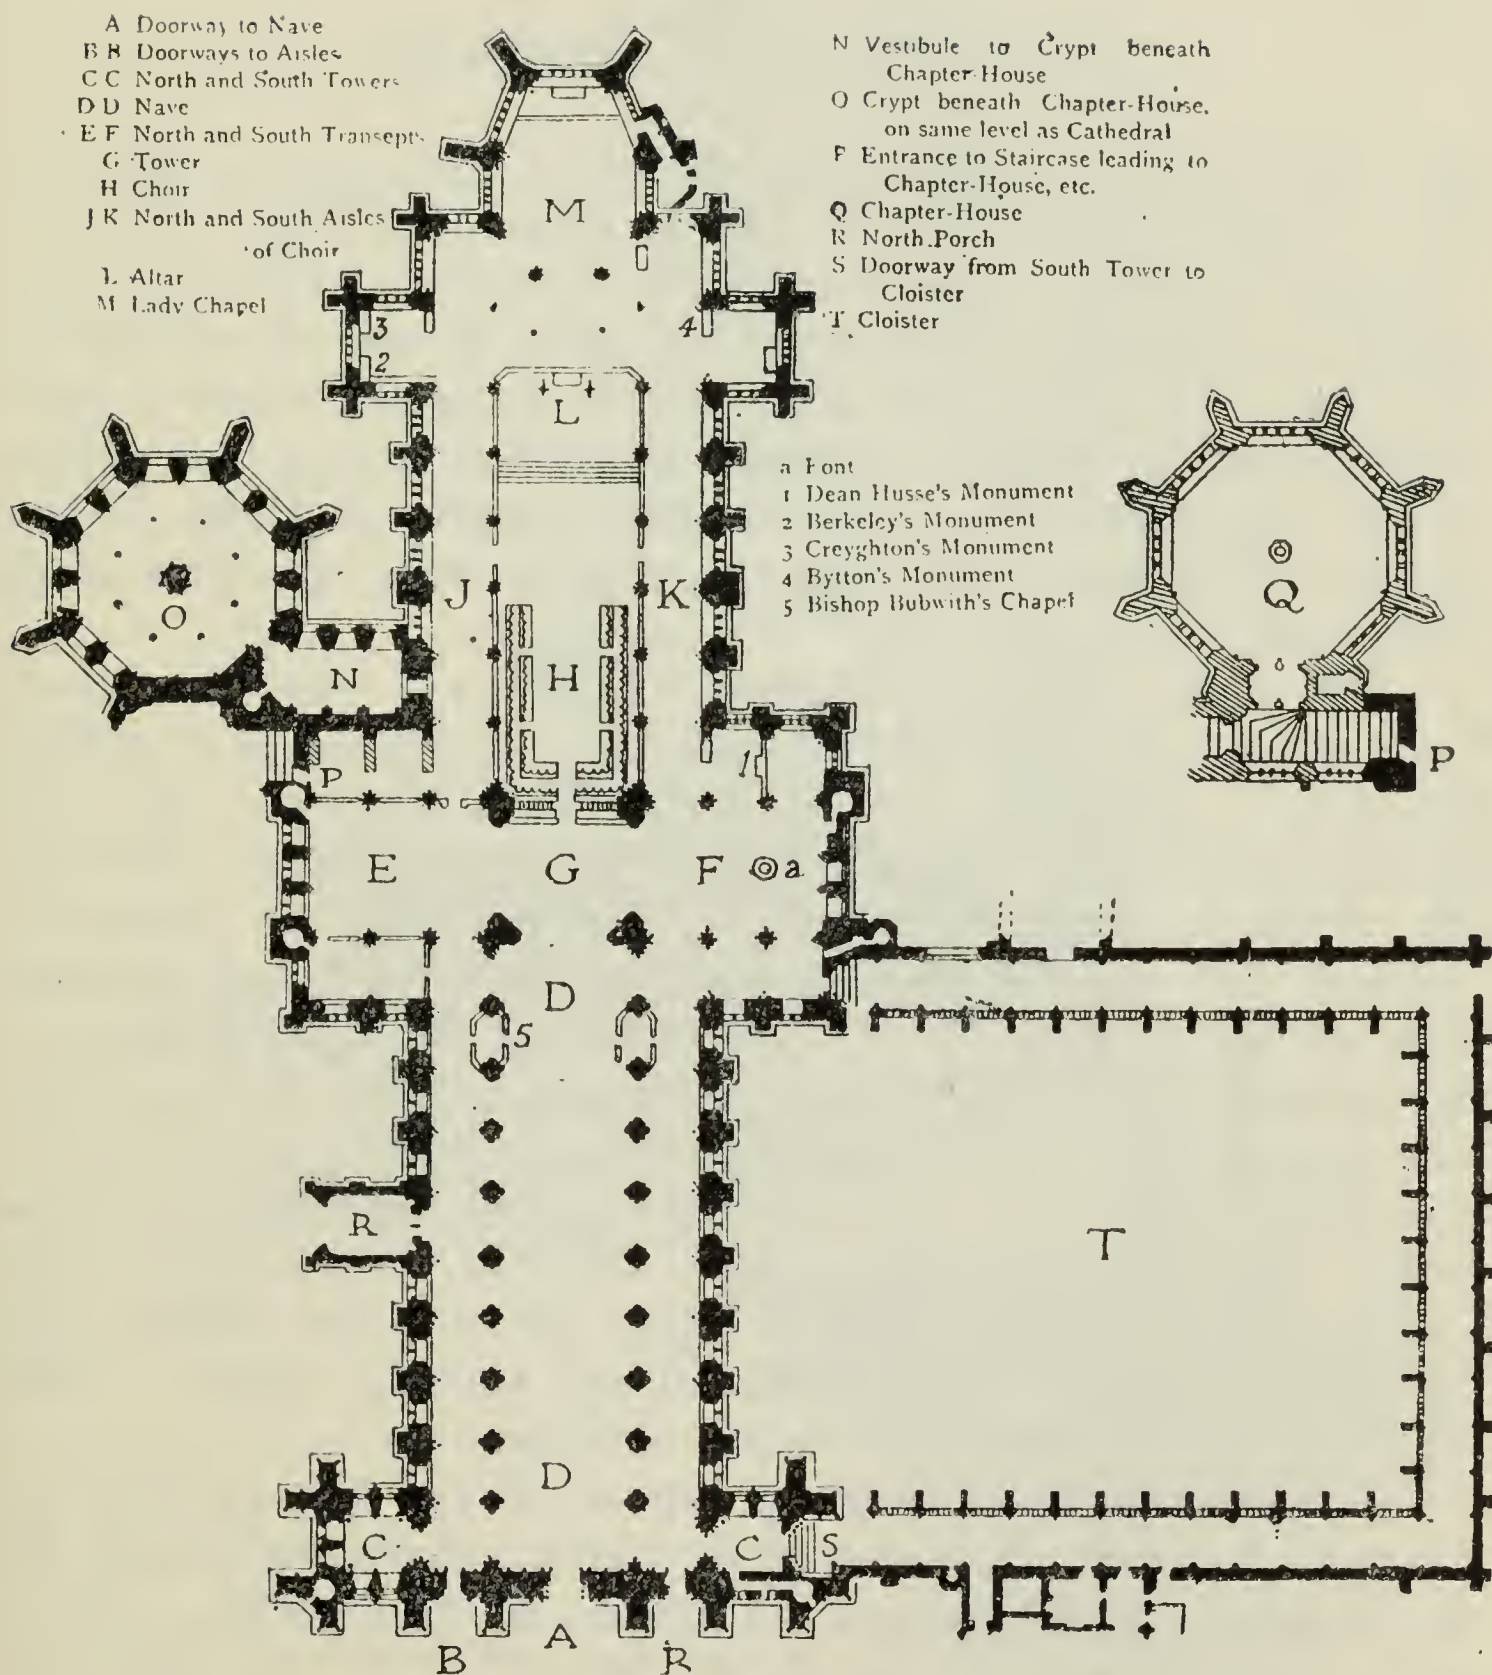 A Doorway to Nave
B B Doorways to Aisles
C C North and South Towers
D D Nave
E F North and South Transepts
G Tower
H Choir
J K North and South Aisles
of Choir
L Altar
M Lady Chapel
N Vestibule to Crypt beneath
Chapter-House
O Crypt beneath Chapter-House,
on same level as Cathedral
P Entrance to Staircase leading to
Chapter-House, etc.
Q Chapter-House
R North Porch
S Doorway from South Tower to
Cloister
T Cloister
a Font
1 Dean Husse's Monument
2 Berkeley's Monument
3 Creyghton's Monument
4 Bytton's Monument
5 Bishop Bubwith's Chapel
M
3
4
2
L
J
K
O
Q
N
H
P
1
P
E
G
F
a
D
5
R
T
D
C
C
S
A
B
B